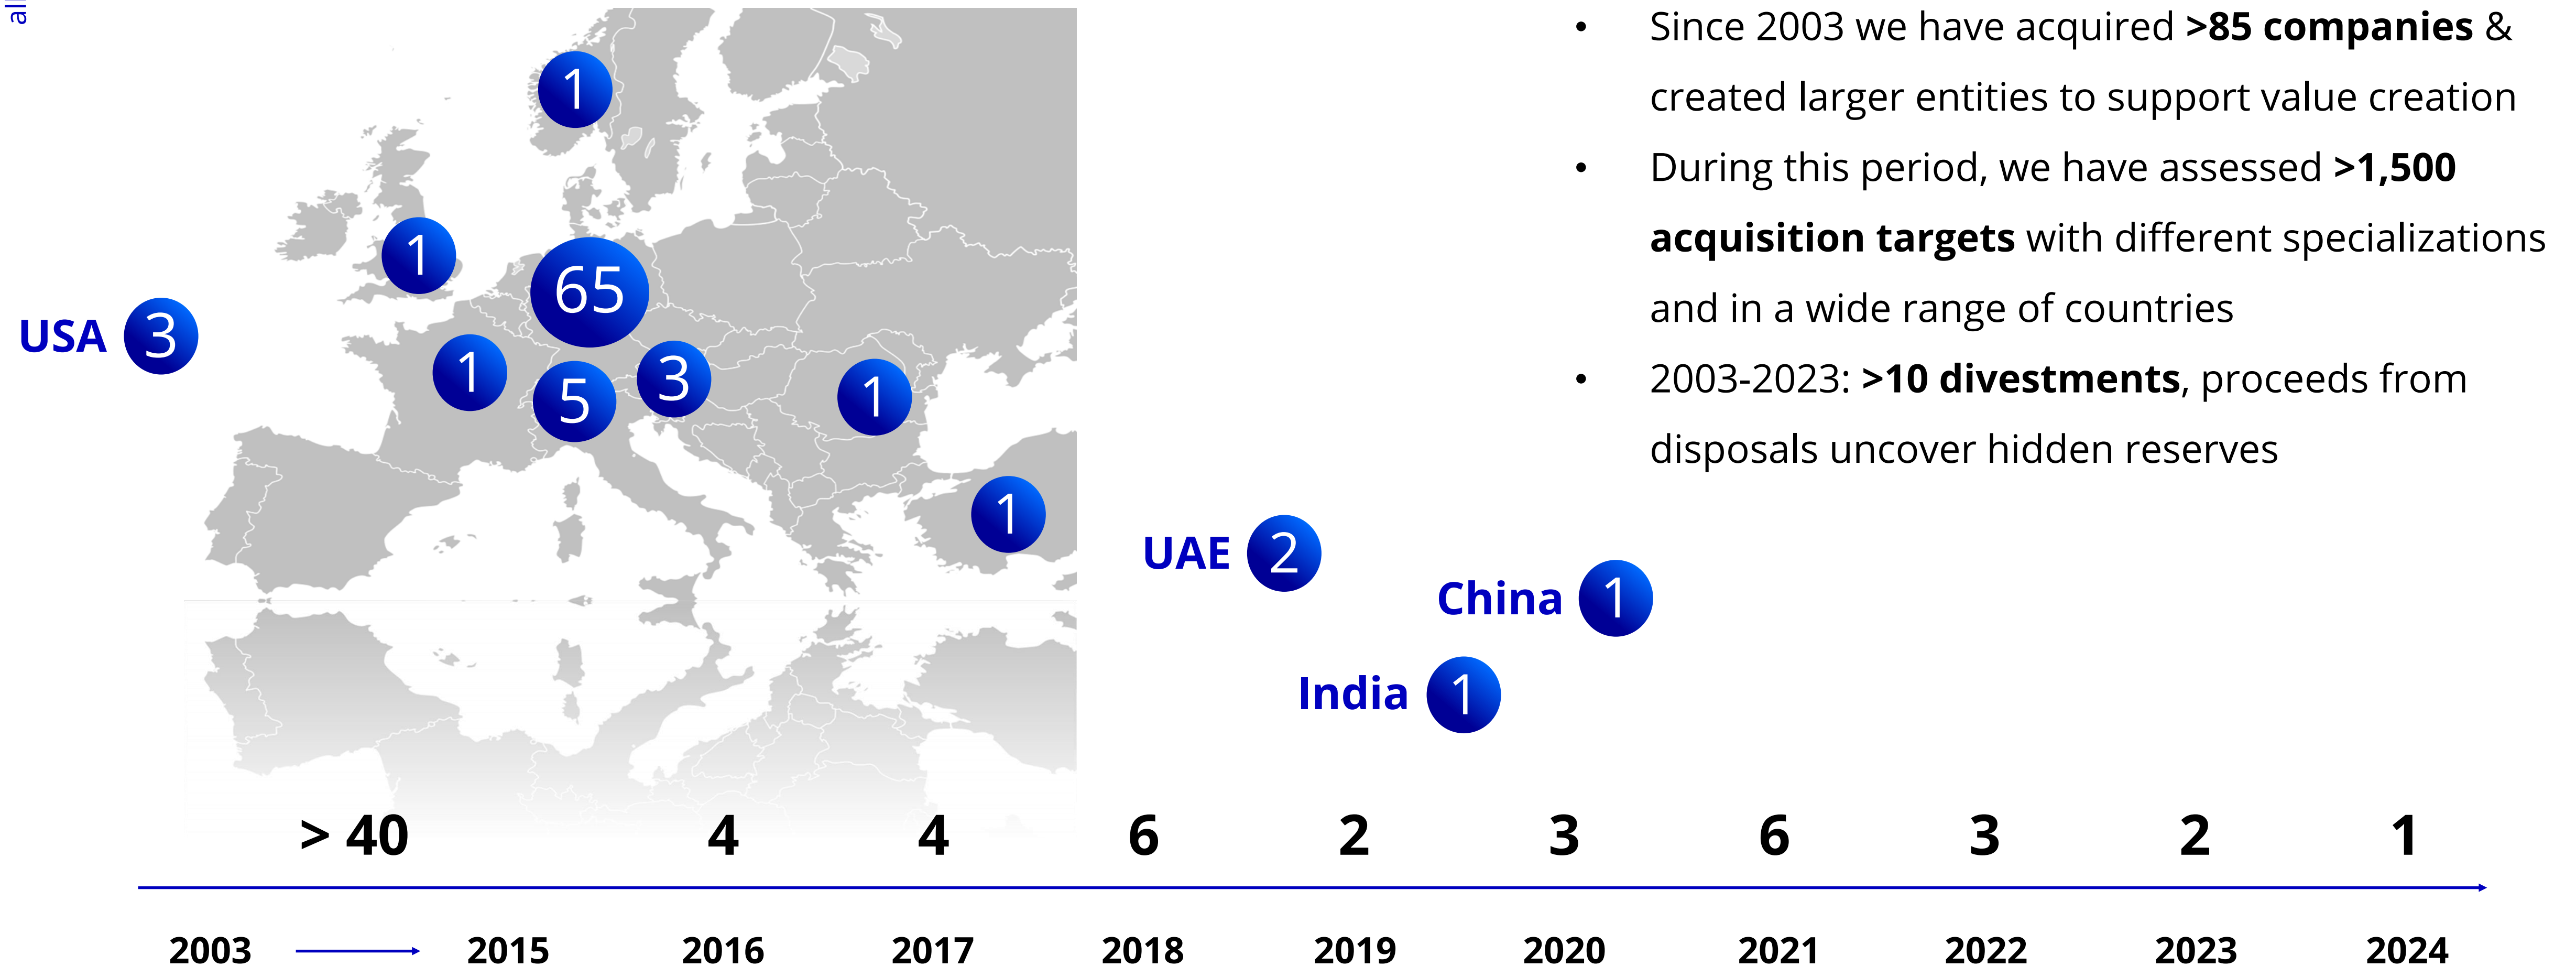 • Since 2003 we have acquired >85 companies &
created larger entities to support value creation
• During this period, we have assessed >1,500
acquisition targets with different specializations
and in a wide range of countries
• 2003-2023: >10 divestments, proceeds from
disposals uncover hidden reserves
1
1
65
USA 3
1
5
3
1
1
UAE 2
China 1
India 1
> 40 4 4 6 2 3 6 3 2 1
2003 2015 2016 2017 2018 2019 2020 2021 2022 2023 2024